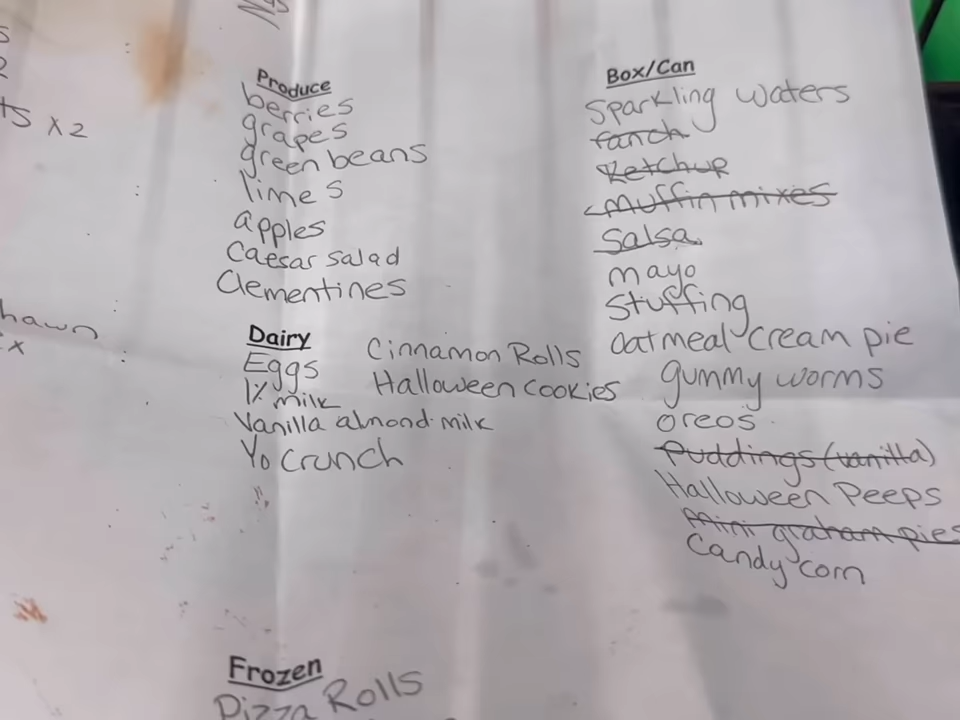 ts x2
hawn
x
Produce
berries
grapes
green beans
limes
apples
Caesar salad
Clementines
Dairy
Eggs
1% milk
Vanilla almond milk
Yo Crunch
Cinnamon Rolls
Halloween cookies
Box/Can
Sparkling waters
ranch
Ketchup
Muffin mixes
Salsa
mayo
Stuffing
oatmeal cream pie
gummy worms
oreos
Puddings (vanilla)
Halloween Peeps
Mini graham pies
Candy corn
Frozen
Pizza Rolls